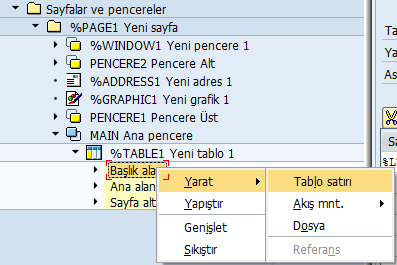 Sayfalar ve pencereler
%PAGE1 Yeni sayfa
%WINDOW1 Yeni pencere 1
PENCERE2 Pencere Alt
%ADDRESS1 Yeni adres 1
%GRAPHIC1 Yeni grafik 1
PENCERE1 Pencere Üst
MAIN Ana pencere
%TABLE1 Yeni tablo 1
Başlık alan
Ana alan
Sayfa alt
Yarat
Yapıştır
Genişlet
Sıkıştır
Tablo satırı
Akış mnt.
Dosya
Referans
Ta
Ya
As
Sa
%L